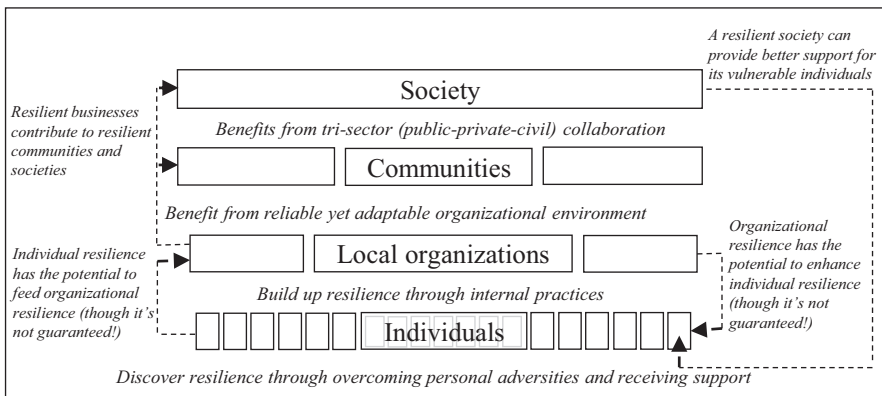 A resilient society can
provide better support for
its vulnerable individuals
Society
Resilient businesses
contribute to resilient
communities and
societies
Benefits from tri-sector (public-private-civil) collaboration
Communities
Benefit from reliable yet adaptable organizational environment
Individual resilience
has the potential to
feed organizational
resilience (though it's
not guaranteed!)
Local organizations
Organizational
resilience has the
potential to enhance
individual resilience
(though it's not
guaranteed!)
Build up resilience through internal practices
Individuals
Discover resilience through overcoming personal adversities and receiving support